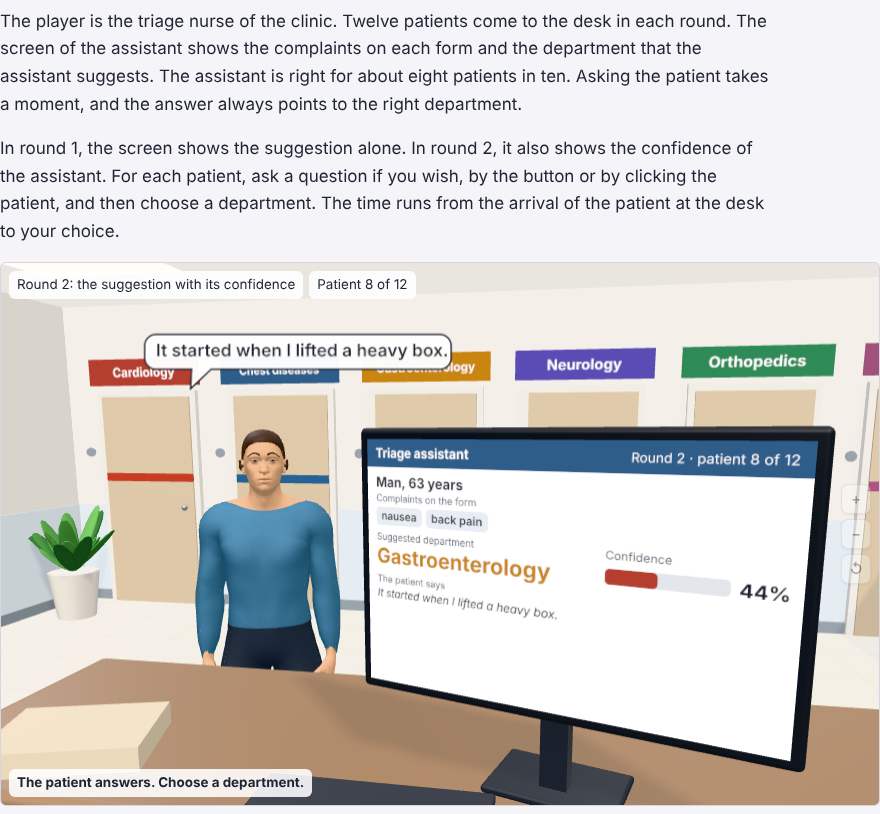 The player is the triage nurse of the clinic. Twelve patients come to the desk in each round. The
screen of the assistant shows the complaints on each form and the department that the
assistant suggests. The assistant is right for about eight patients in ten. Asking the patient takes
a moment, and the answer always points to the right department.
In round 1, the screen shows the suggestion alone. In round 2, it also shows the confidence of
the assistant. For each patient, ask a question if you wish, by the button or by clicking the
patient, and then choose a department. The time runs from the arrival of the patient at the desk
to your choice.
Round 2: the suggestion with its confidence
Patient 8 of 12
It started when I lifted a heavy box.
Cardiology
Chest diseases
Gastroenterology
Neurology
Orthopedics
Triage assistant
Round 2 · patient 8 of 12
Man, 63 years
Complaints on the form
nausea
back pain
Suggested department
Gastroenterology
Confidence
44%
The patient says
It started when I lifted a heavy box.
+
−
The patient answers. Choose a department.